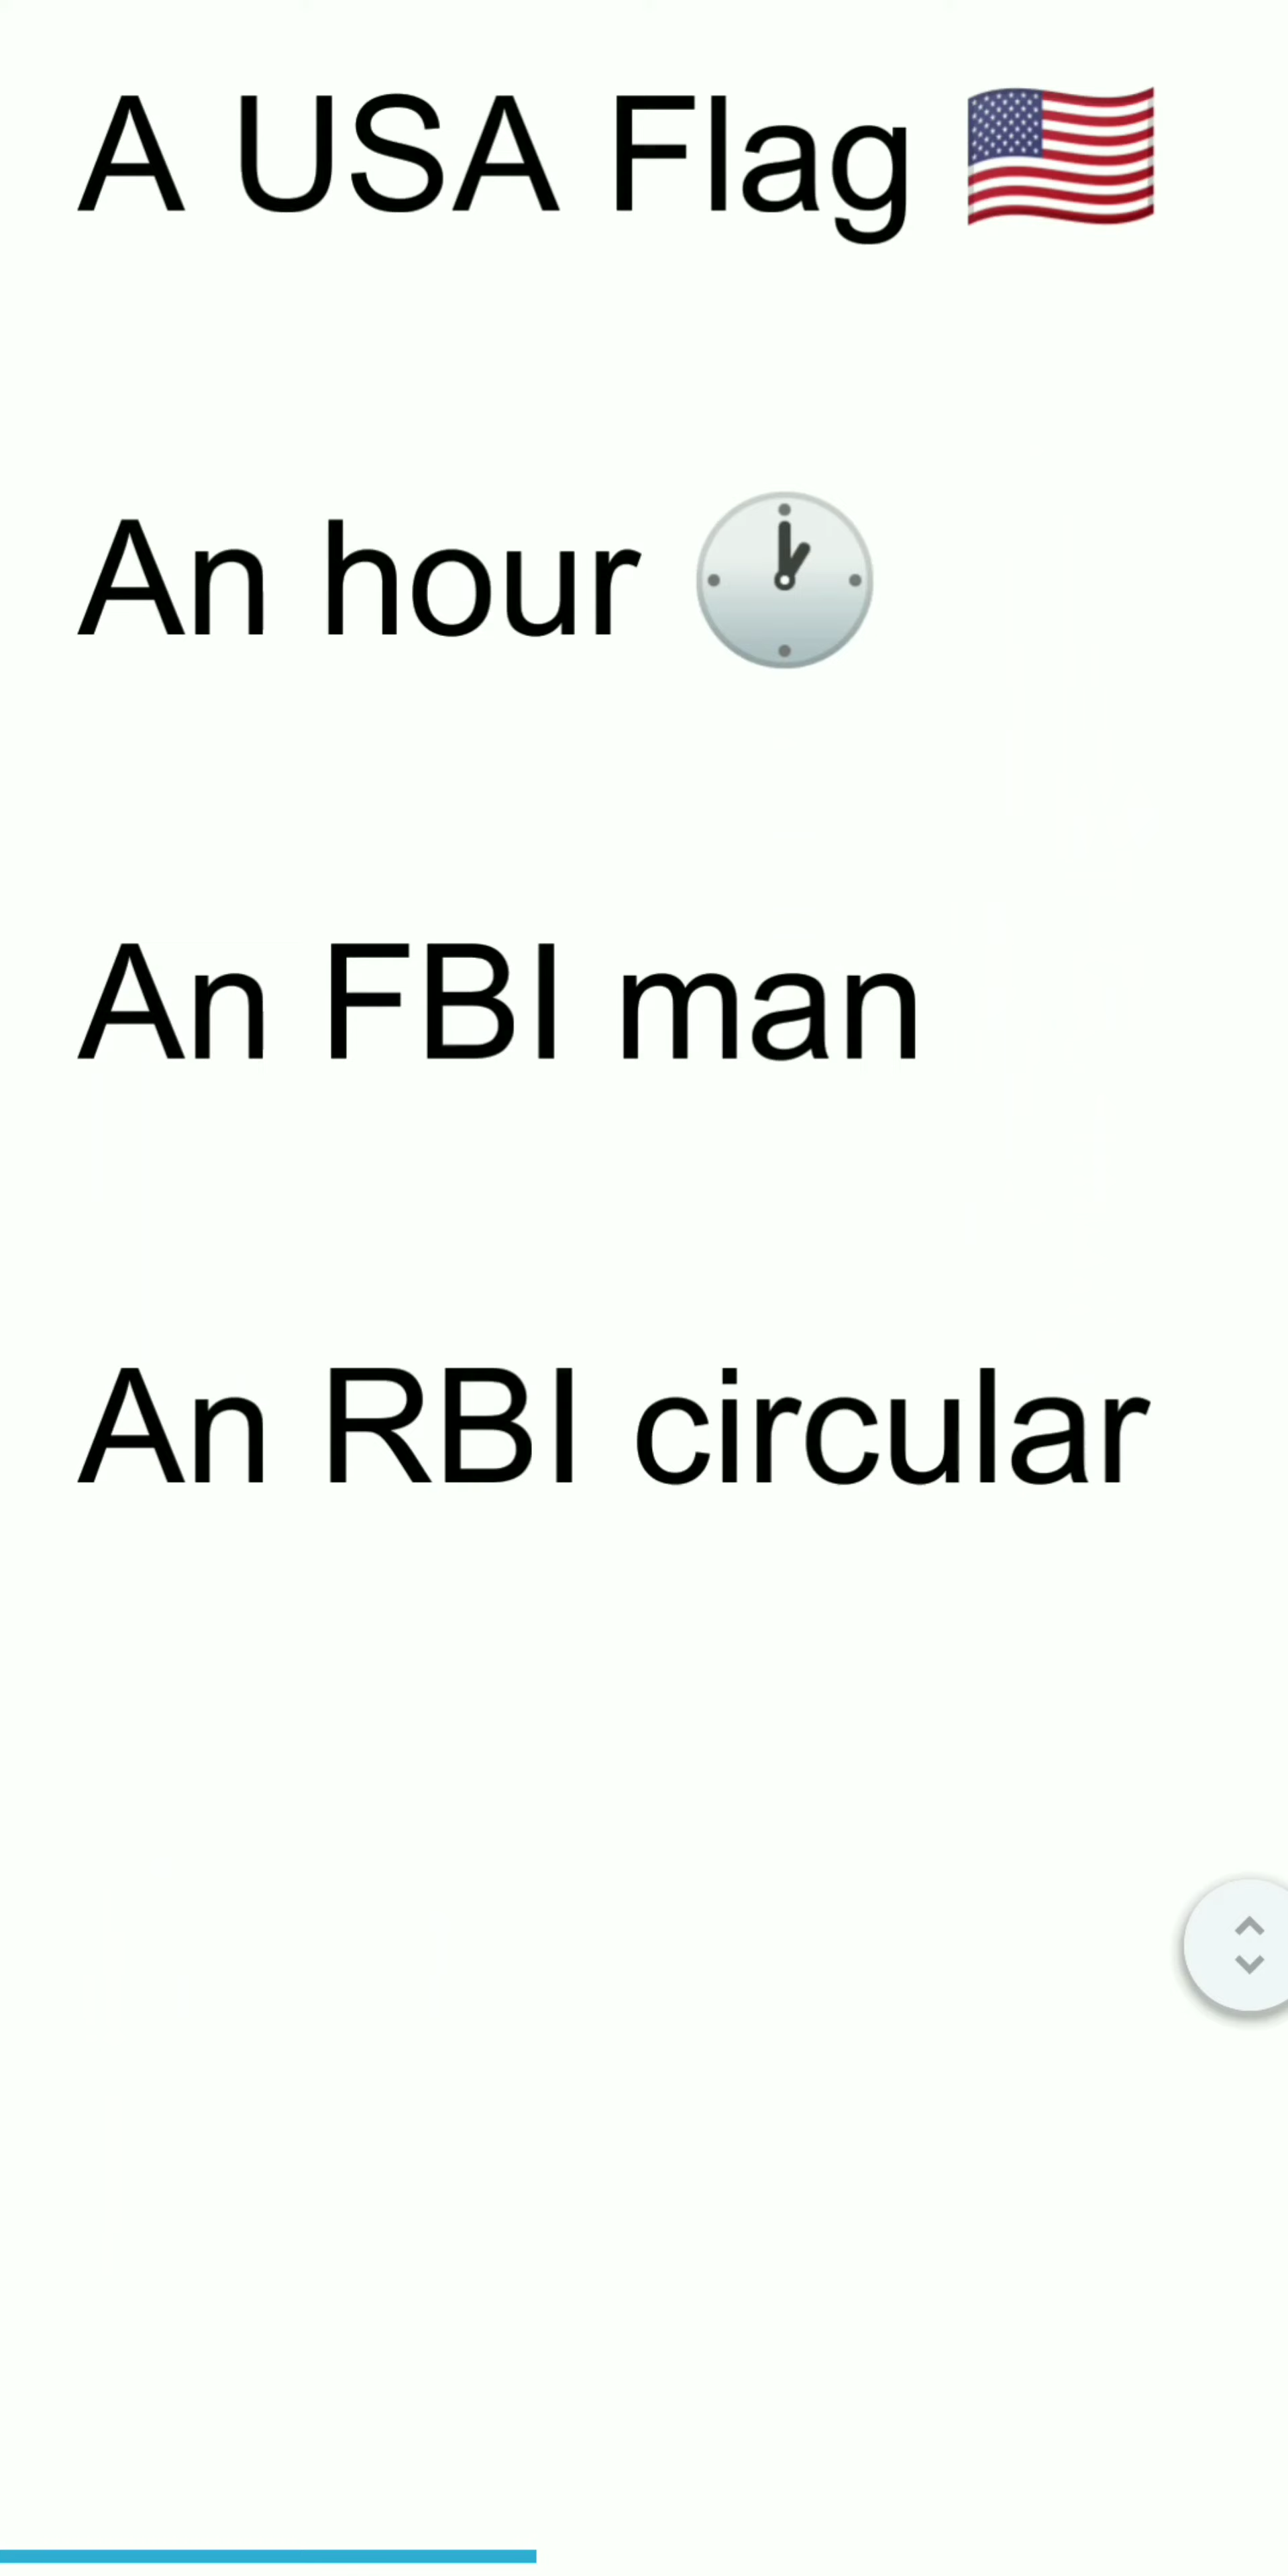 A USA Flag 🇺🇸
An hour 🕐
An FBI man
An RBI circular